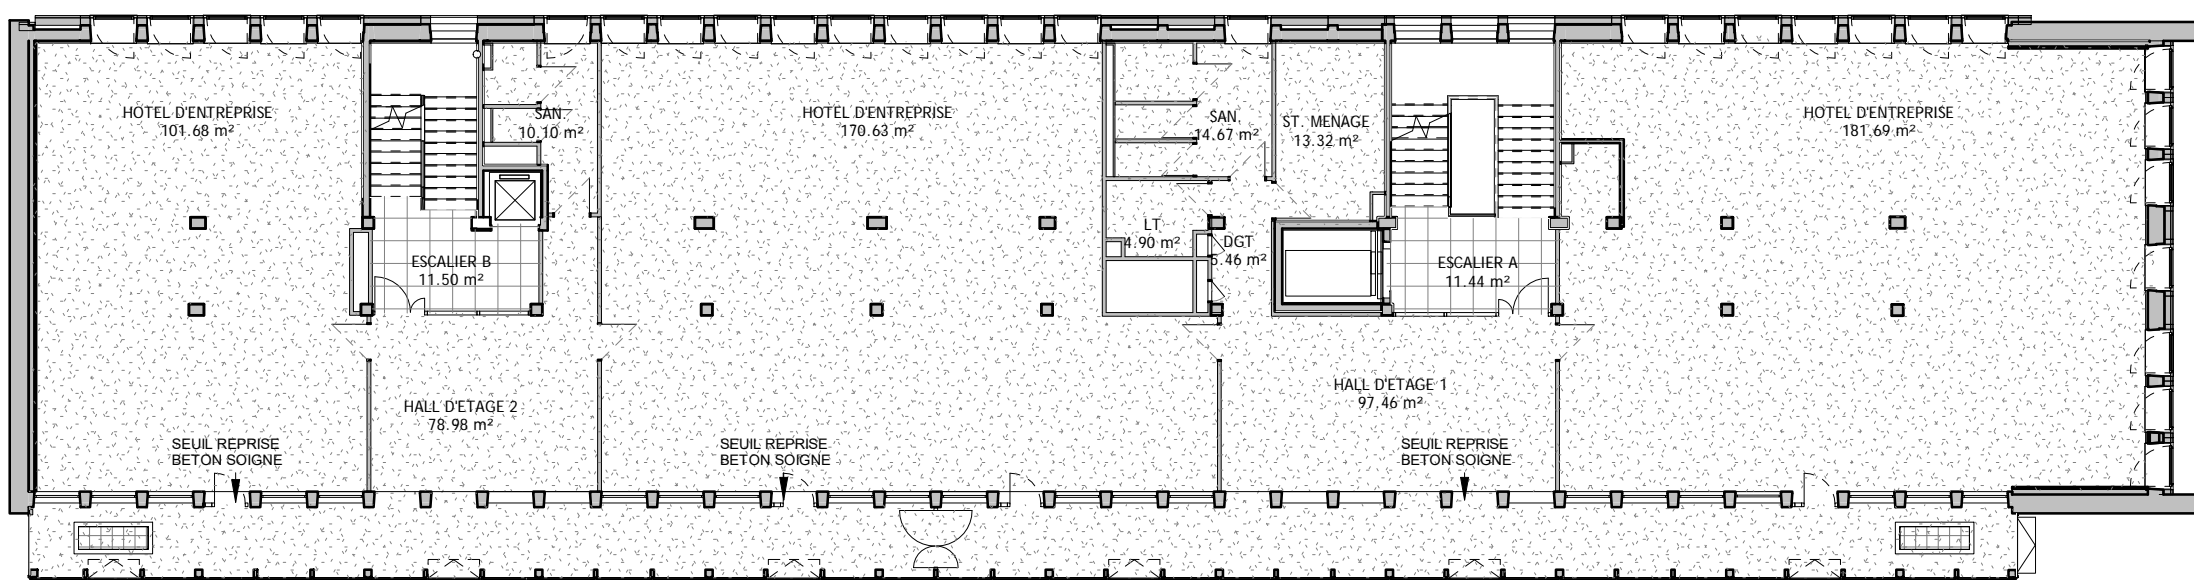 HOTEL D'ENTREPRISE
101.68 m²
SAN.
10.10 m²
HOTEL D'ENTREPRISE
170.63 m²
SAN.
14.67 m²
ST. MENAGE
13.32 m²
HOTEL D'ENTREPRISE
181.69 m²
ESCALIER B
11.50 m²
LT
4.90 m²
DGT
5.46 m²
ESCALIER A
11.44 m²
HALL D'ETAGE 2
78.98 m²
HALL D'ETAGE 1
97.46 m²
SEUIL REPRISE
BETON SOIGNE
SEUIL REPRISE
BETON SOIGNE
SEUIL REPRISE
BETON SOIGNE